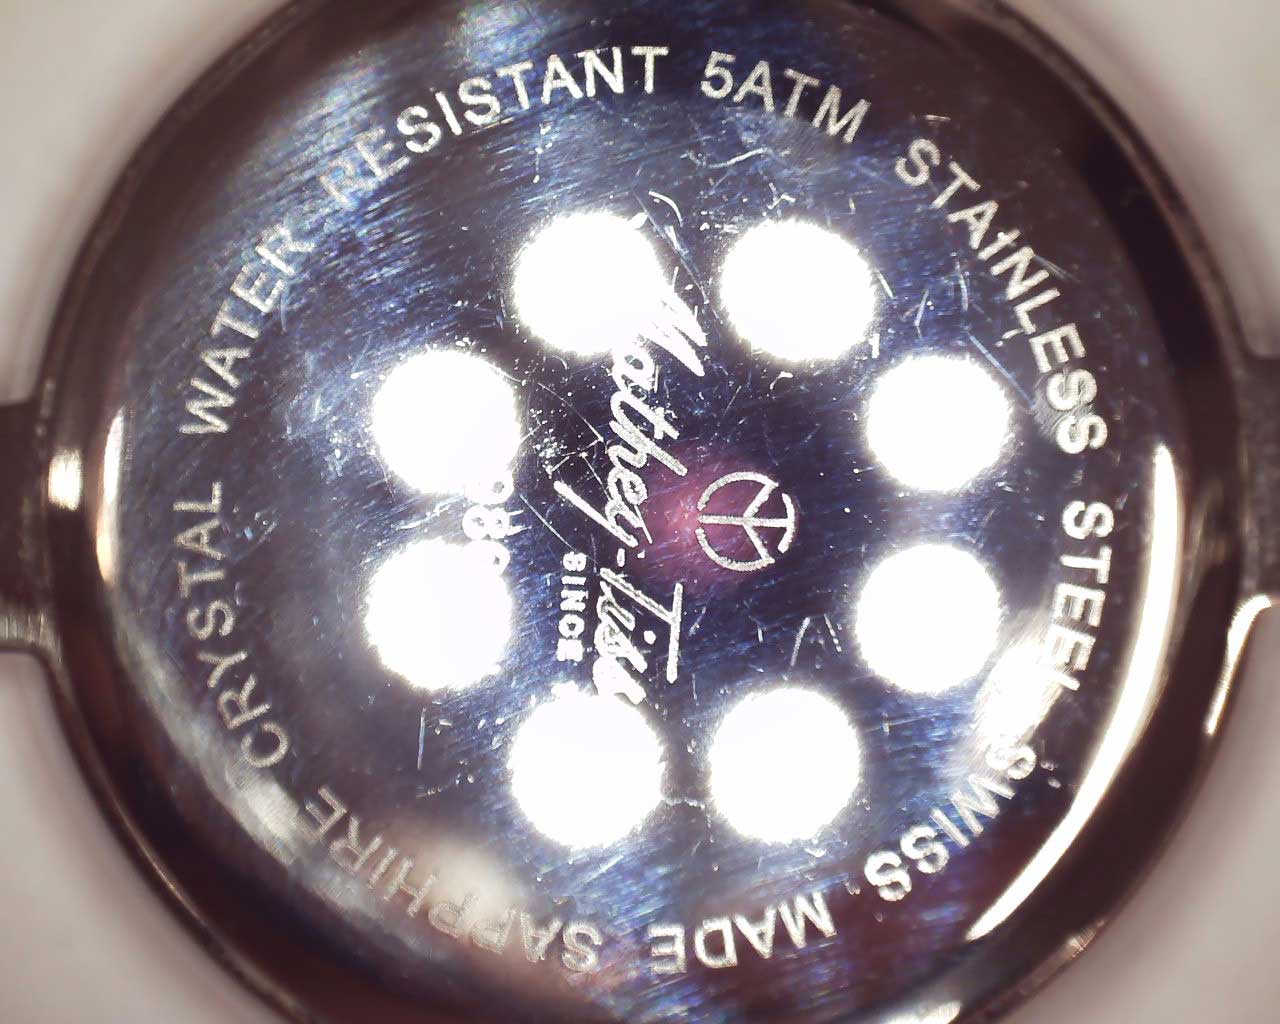 Mathey-Tissot
SINCE
WATER RESISTANT 5ATM STAINLESS STEEL SWISS MADE SAPPHIRE CRYSTAL